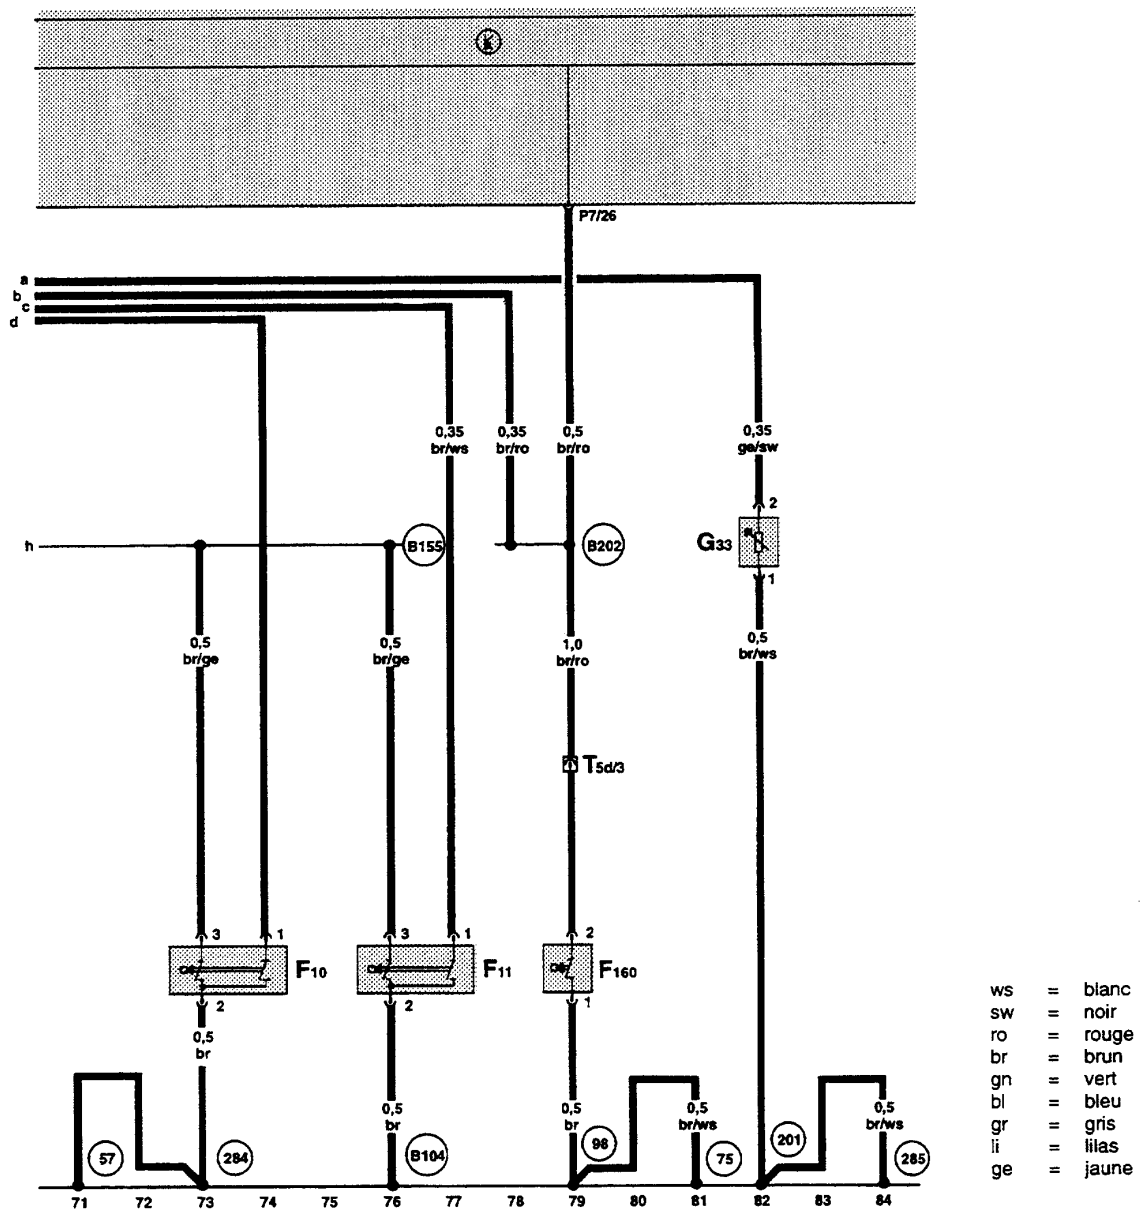 K
P7/26
a
b
c
d
0,35 0,35 0,5 0,35
br/ws br/ro br/ro ge/sw
2
h B155 B202 G33
1
0,5 0,5 1,0 0,5
br/ge br/ge br/ro br/ws
T5d/3
3 1 3 1 2
F10 F11 F160
2 2 1
0,5
br
0,5 0,5 0,5 0,5
br br br/ws br/ws
57 284 B104 98 75 201 285
71 72 73 74 75 76 77 78 79 80 81 82 83 84
ws = blanc
sw = noir
ro = rouge
br = brun
gn = vert
bl = bleu
gr = gris
li = lilas
ge = jaune